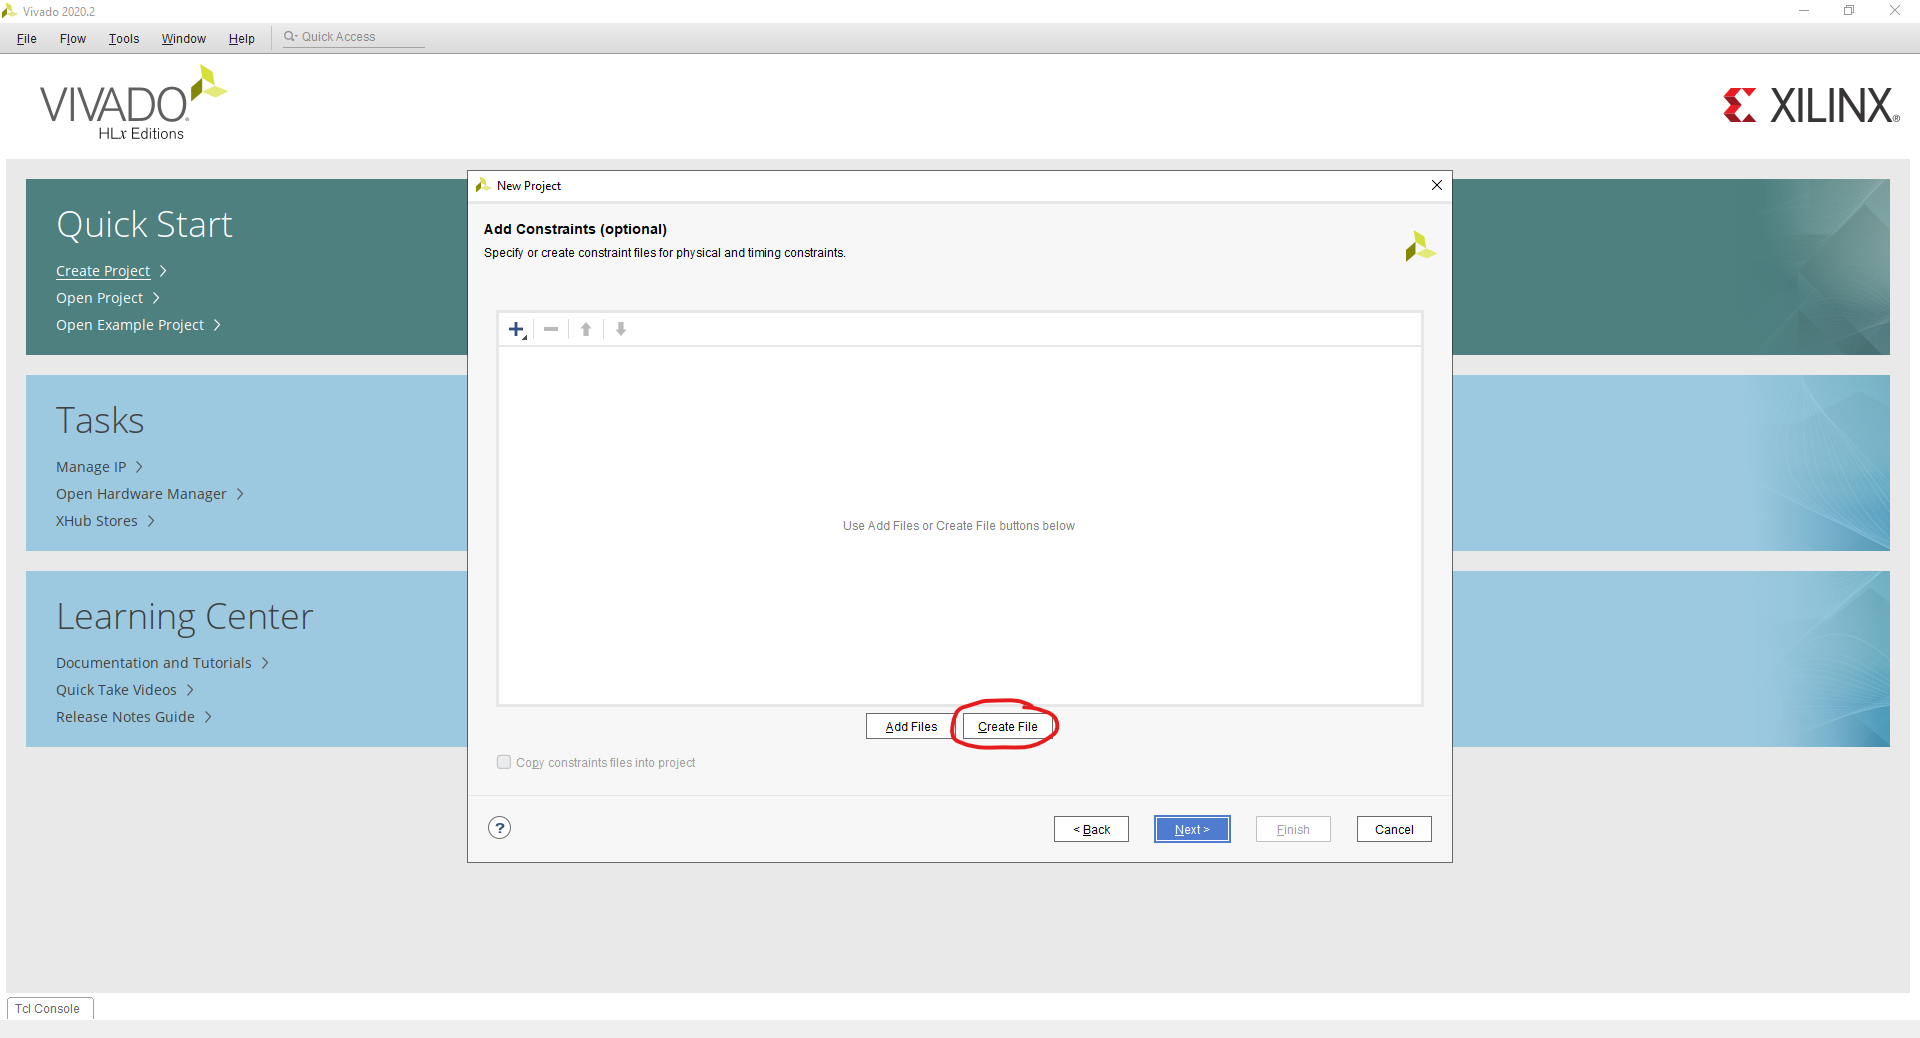 Vivado 2020.2
File Flow Tools Window Help Quick Access
VIVADO.
HLx Editions
XILINX®
Quick Start
Create Project
Open Project
Open Example Project
Tasks
Manage IP
Open Hardware Manager
XHub Stores
Learning Center
Documentation and Tutorials
Quick Take Videos
Release Notes Guide
New Project
Add Constraints (optional)
Specify or create constraint files for physical and timing constraints.
Use Add Files or Create File buttons below
Add Files Create File
Copy constraints files into project
? < Back Next > Finish Cancel
Tcl Console